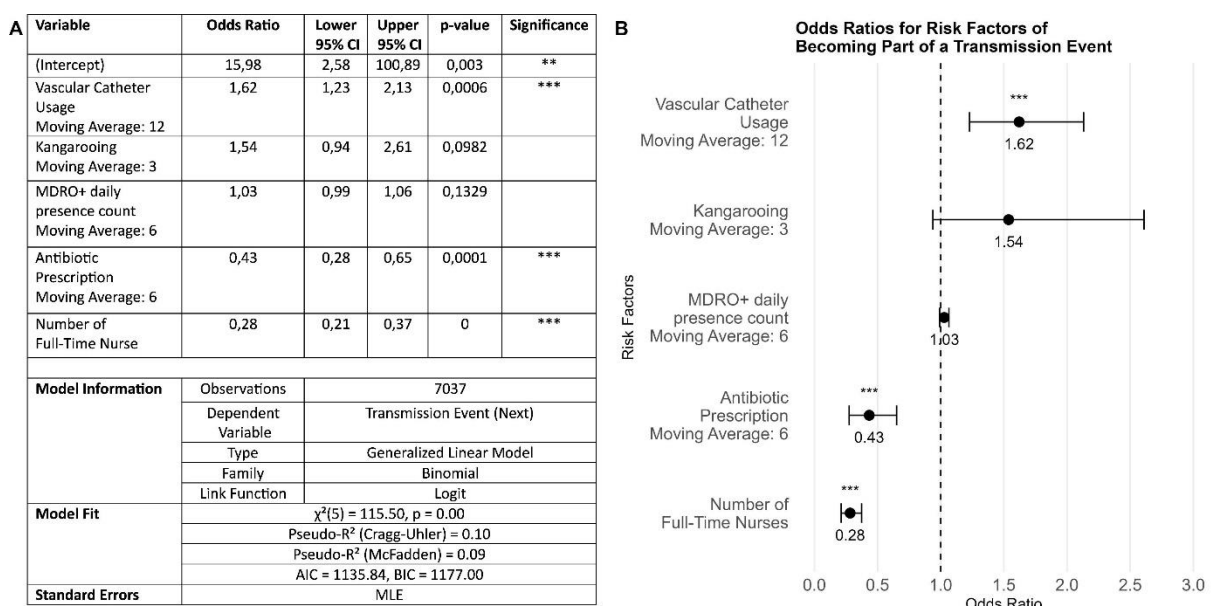 A
Variable Odds Ratio Lower 95% CI Upper 95% CI p-value Significance
(Intercept) 15,98 2,58 100,89 0,003 **
Vascular Catheter Usage Moving Average: 12 1,62 1,23 2,13 0,0006 ***
Kangarooing Moving Average: 3 1,54 0,94 2,61 0,0982
MDRO+ daily presence count Moving Average: 6 1,03 0,99 1,06 0,1329
Antibiotic Prescription Moving Average: 6 0,43 0,28 0,65 0,0001 ***
Number of Full-Time Nurse 0,28 0,21 0,37 0 ***
Model Information Observations 7037
Dependent Variable Transmission Event (Next)
Type Generalized Linear Model
Family Binomial
Link Function Logit
Model Fit χ²(5) = 115.50, p = 0.00
Pseudo-R² (Cragg-Uhler) = 0.10
Pseudo-R² (McFadden) = 0.09
AIC = 1135.84, BIC = 1177.00
Standard Errors MLE
B
Odds Ratios for Risk Factors of
Becoming Part of a Transmission Event
Risk Factors
Vascular Catheter
Usage
Moving Average: 12
***
1.62
Kangarooing
Moving Average: 3
1.54
MDRO+ daily
presence count
Moving Average: 6
1.03
Antibiotic
Prescription
Moving Average: 6
***
0.43
Number of
Full-Time Nurses
***
0.28
0.0 0.5 1.0 1.5 2.0 2.5 3.0
Odds Ratio